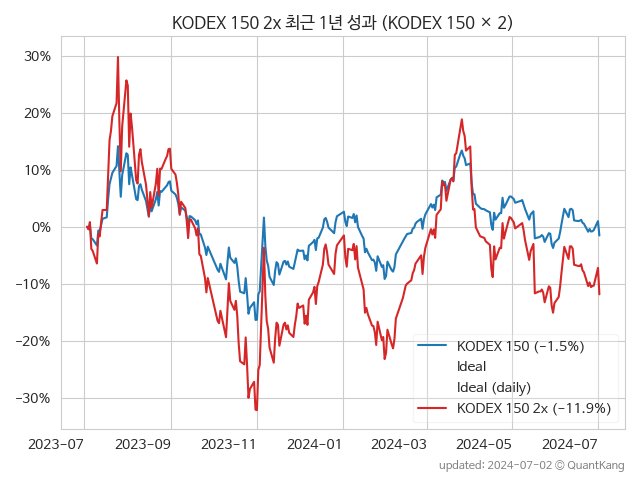 KODEX 150 2x 최근 1년 성과 (KODEX 150 × 2)
30%
20%
10%
0%
−10%
−20%
−30%
KODEX 150 (−1.5%)
Ideal
Ideal (daily)
KODEX 150 2x (−11.9%)
2023-07 2023-09 2023-11 2024-01 2024-03 2024-05 2024-07
updated: 2024-07-02 © QuantKang